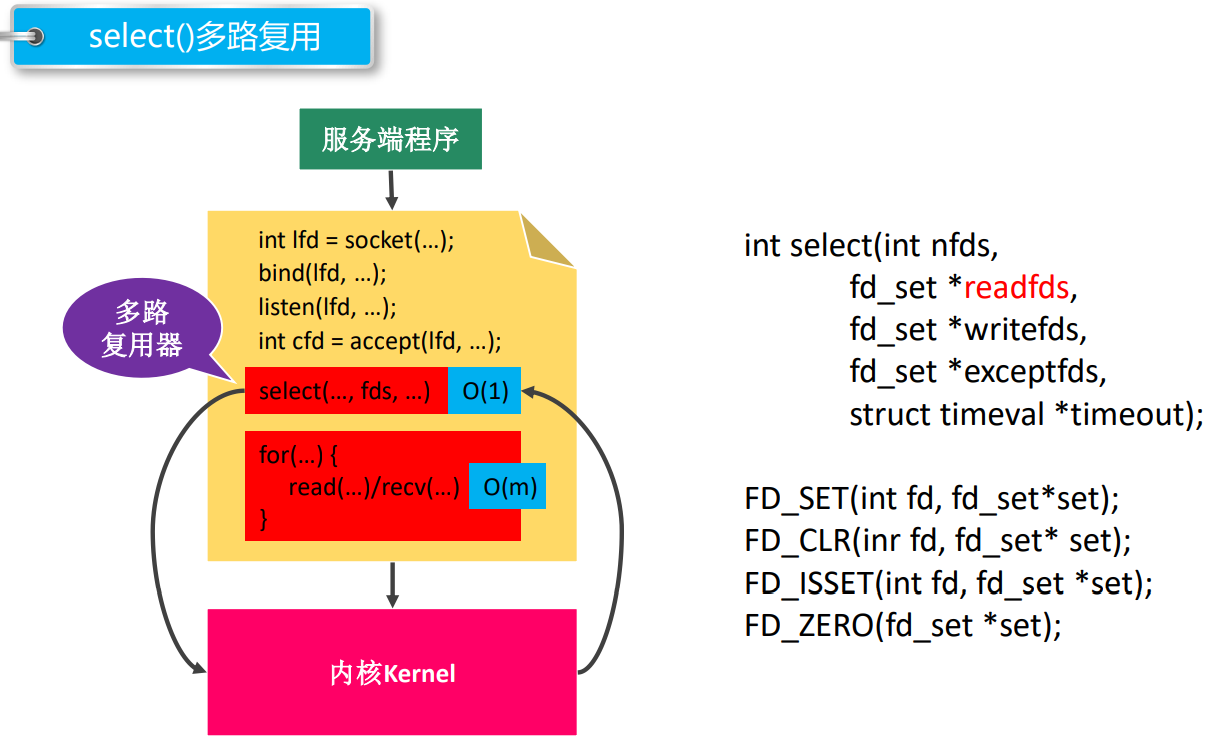 select()多路复用
服务端程序
int lfd = socket(…);
bind(lfd, …);
listen(lfd, …);
int cfd = accept(lfd, …);
多路
复用器
select(…, fds, …) O(1)
for(…) {
read(…)/recv(…) O(m)
}
内核Kernel
int select(int nfds,
fd_set *readfds,
fd_set *writefds,
fd_set *exceptfds,
struct timeval *timeout);
FD_SET(int fd, fd_set*set);
FD_CLR(inr fd, fd_set* set);
FD_ISSET(int fd, fd_set *set);
FD_ZERO(fd_set *set);